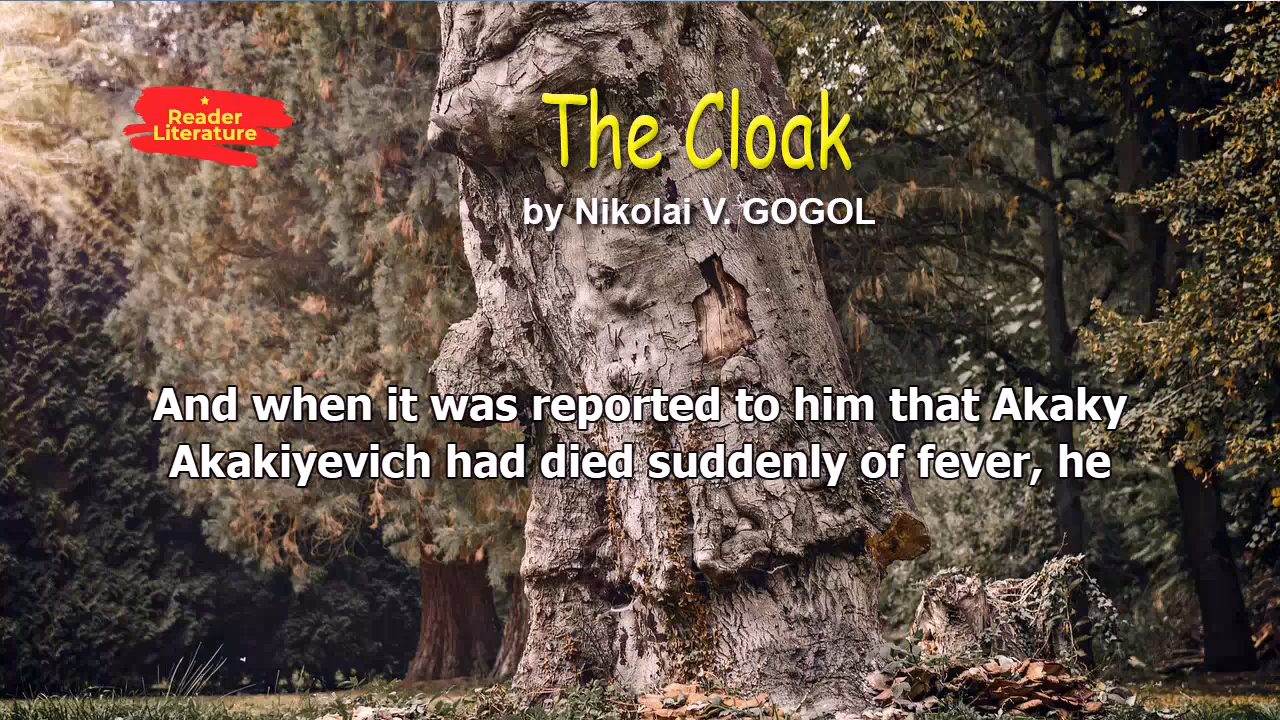 Reader
Literature
The Cloak
by Nikolai V. GOGOL
And when it was reported to him that Akaky
Akakiyevich had died suddenly of fever, he